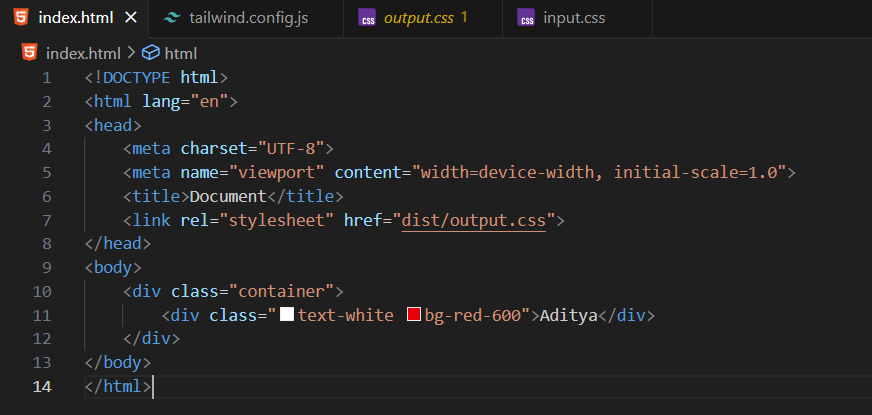 index.html tailwind.config.js output.css 1 input.css
index.html > html
1 <!DOCTYPE html>
2 <html lang="en">
3 <head>
4 <meta charset="UTF-8">
5 <meta name="viewport" content="width=device-width, initial-scale=1.0">
6 <title>Document</title>
7 <link rel="stylesheet" href="dist/output.css">
8 </head>
9 <body>
10 <div class="container">
11 <div class="text-white bg-red-600">Aditya</div>
12 </div>
13 </body>
14 </html>